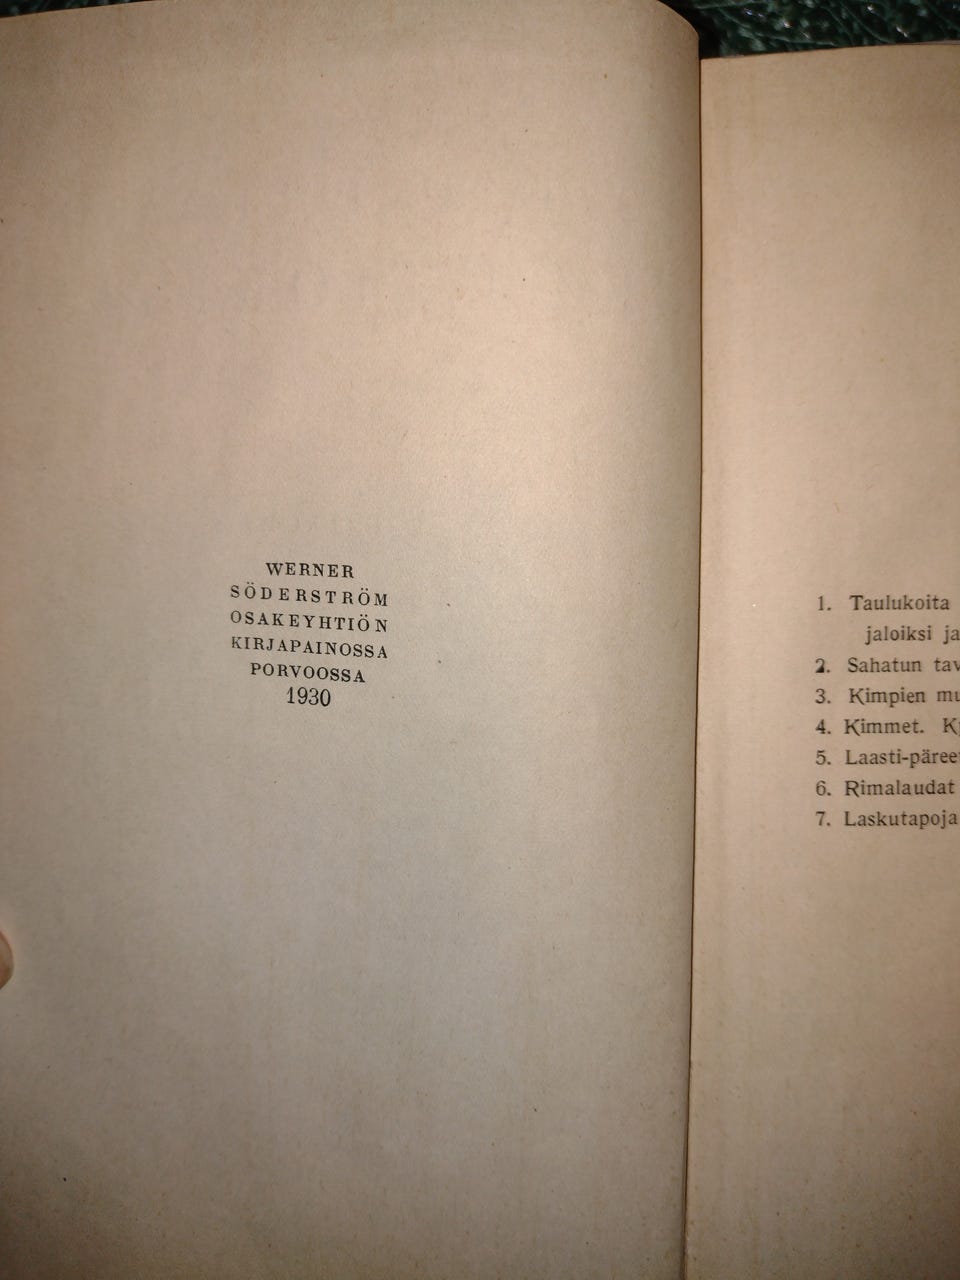 WERNER
SÖDERSTRÖM
OSAKEYHTIÖN
KIRJAPAINOSSA
PORVOOSSA
1930
1. Taulukoita
jaloiksi ja
2. Sahatun
3. Kimpien
4. Kimmet.
5.
6. Rimalaudat
7. Laskutapoja